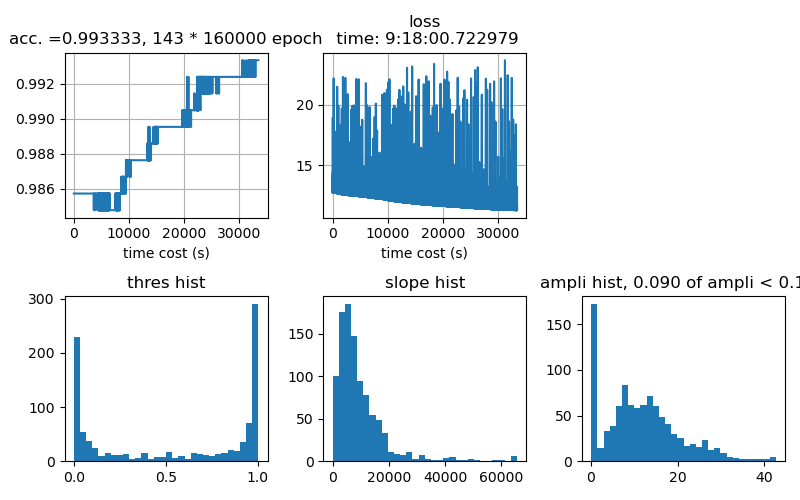 acc. =0.993333, 143 * 160000 epoch
loss
time: 9:18:00.722979
0.992
0.990
0.988
0.986
0 10000 20000 30000
time cost (s)
20
15
0 10000 20000 30000
time cost (s)
thres hist
300
200
100
0
0.0 0.5 1.0
slope hist
150
100
50
0
0 20000 40000 60000
ampli hist, 0.090 of ampli < 0.1
150
100
50
0
0 20 40